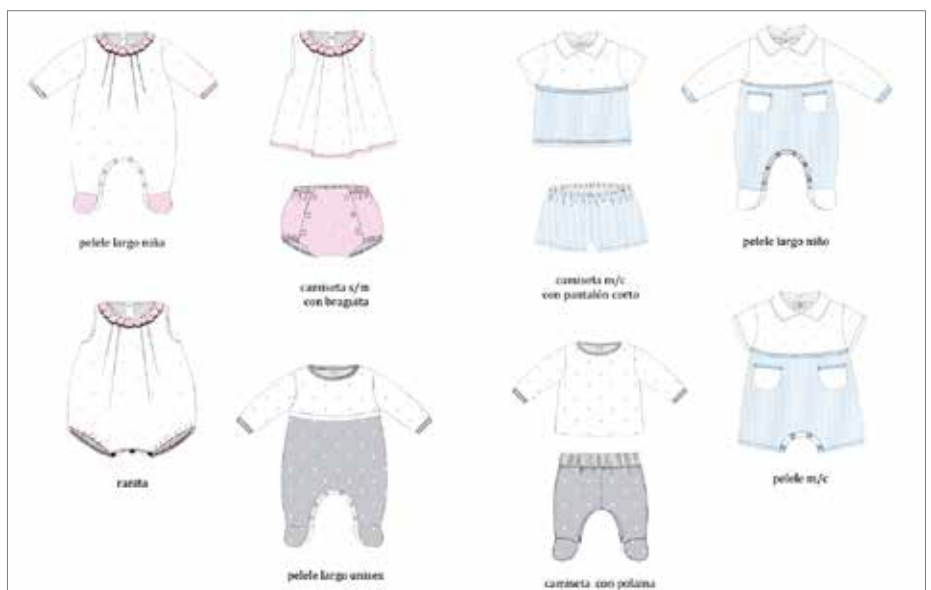 pelele largo niña
camiseta s/m
con braguita
camiseta m/c
con pantalón corto
pelele largo niño
ranita
pelele largo unisex
camiseta con polaina
pelele m/c